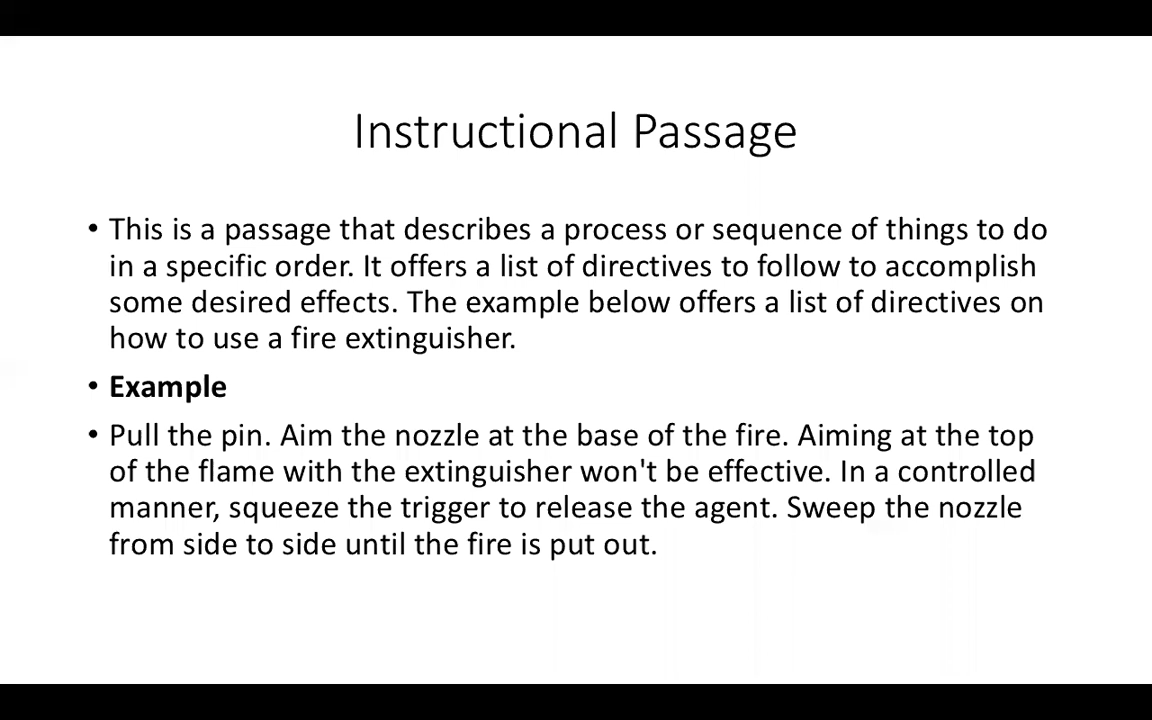 Instructional Passage
• This is a passage that describes a process or sequence of things to do
in a specific order. It offers a list of directives to follow to accomplish
some desired effects. The example below offers a list of directives on
how to use a fire extinguisher.
• Example
• Pull the pin. Aim the nozzle at the base of the fire. Aiming at the top
of the flame with the extinguisher won't be effective. In a controlled
manner, squeeze the trigger to release the agent. Sweep the nozzle
from side to side until the fire is put out.